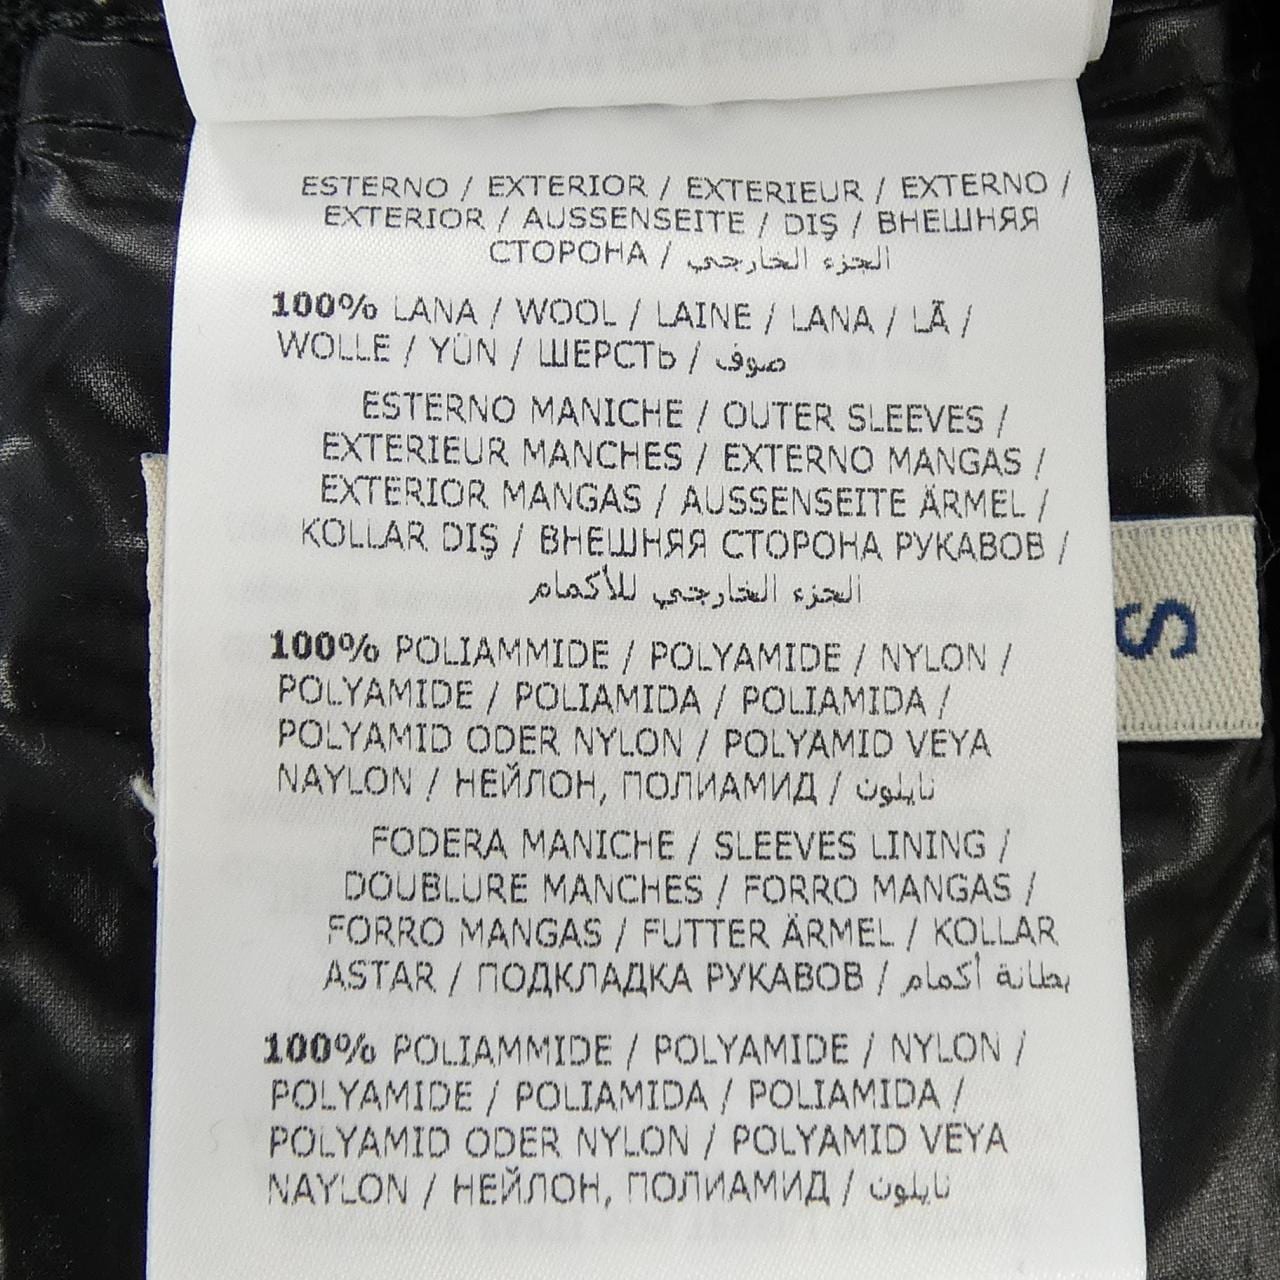 ESTERNO / EXTERIOR / EXTERIEUR / EXTERNO /
EXTERIOR / AUSSENSEITE / DIŞ / ВНЕШНЯЯ
СТОРОНА / الجزء الخارجي
100% LANA / WOOL / LAINE / LANA / LÃ /
WOLLE / YÜN / ШЕРСТЬ / صوف
ESTERNO MANICHE / OUTER SLEEVES /
EXTERIEUR MANCHES / EXTERNO MANGAS /
EXTERIOR MANGAS / AUSSENSEITE ÄRMEL /
KOLLAR DIŞ / ВНЕШНЯЯ СТОРОНА РУКАВОВ /
الجزء الخارجي للأكمام
100% POLIAMMIDE / POLYAMIDE / NYLON /
POLYAMIDE / POLIAMIDA / POLIAMIDA /
POLYAMID ODER NYLON / POLYAMID VEYA
NAYLON / НЕЙЛОН, ПОЛИАМИД / نايلون
FODERA MANICHE / SLEEVES LINING /
DOUBLURE MANCHES / FORRO MANGAS /
FORRO MANGAS / FUTTER ÄRMEL / KOLLAR
ASTAR / ПОДКЛАДКА РУКАВОВ / بطانة أكمام
100% POLIAMMIDE / POLYAMIDE / NYLON /
POLYAMIDE / POLIAMIDA / POLIAMIDA /
POLYAMID ODER NYLON / POLYAMID VEYA
NAYLON / НЕЙЛОН, ПОЛИАМИД / نايلون
S